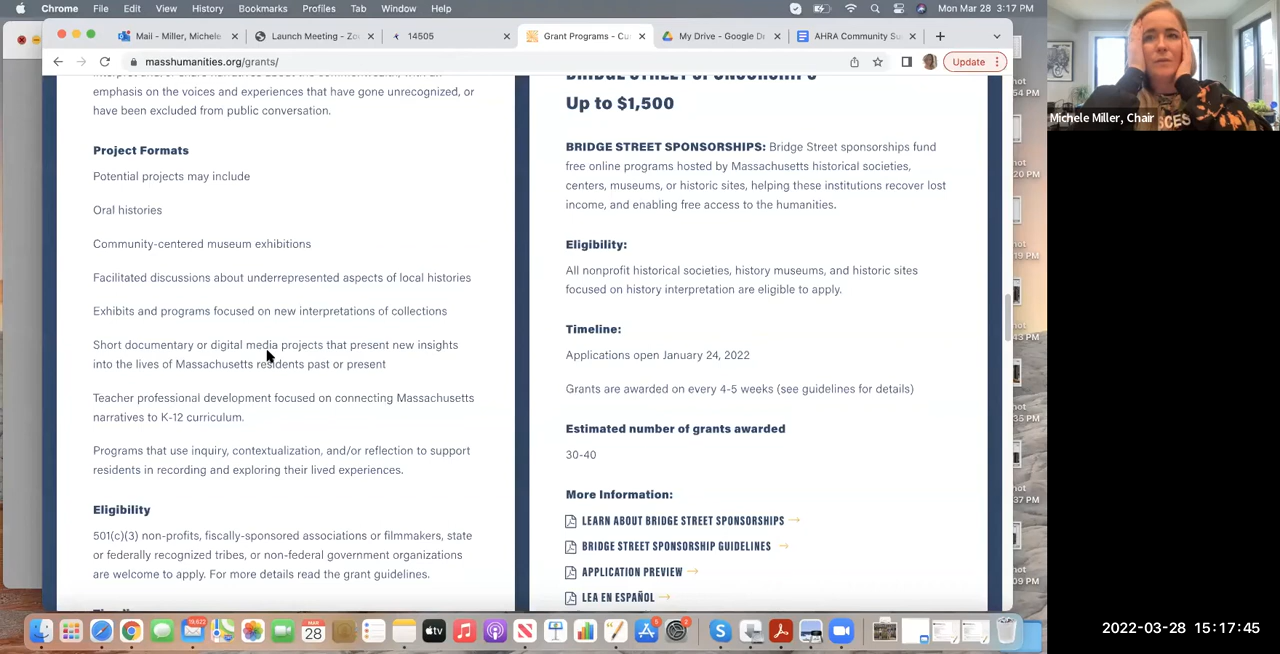 Chrome File Edit View History Bookmarks Profiles Tab Window Help
Mon Mar 28 3:17 PM
Mail - Miller, Michele
Launch Meeting - Zo
14505
Grant Programs - Cu
My Drive - Google D
AHRA Community Su
masshumanities.org/grants/
Update
emphasis on the voices and experiences that have gone unrecognized, or
have been excluded from public conversation.
Project Formats
Potential projects may include
Oral histories
Community-centered museum exhibitions
Facilitated discussions about underrepresented aspects of local histories
Exhibits and programs focused on new interpretations of collections
Short documentary or digital media projects that present new insights
into the lives of Massachusetts residents past or present
Teacher professional development focused on connecting Massachusetts
narratives to K-12 curriculum.
Programs that use inquiry, contextualization, and/or reflection to support
residents in recording and exploring their lived experiences.
Eligibility
501(c)(3) non-profits, fiscally-sponsored associations or filmmakers, state
or federally recognized tribes, or non-federal government organizations
are welcome to apply. For more details read the grant guidelines.
BRIDGE STREET SPONSORSHIPS
Up to $1,500
BRIDGE STREET SPONSORSHIPS: Bridge Street sponsorships fund
free online programs hosted by Massachusetts historical societies,
centers, museums, or historic sites, helping these institutions recover lost
income, and enabling free access to the humanities.
Eligibility:
All nonprofit historical societies, history museums, and historic sites
focused on history interpretation are eligible to apply.
Timeline:
Applications open January 24, 2022
Grants are awarded on every 4-5 weeks (see guidelines for details)
Estimated number of grants awarded
30-40
More Information:
LEARN ABOUT BRIDGE STREET SPONSORSHIPS →
BRIDGE STREET SPONSORSHIP GUIDELINES →
APPLICATION PREVIEW →
LEA EN ESPAÑOL →
Michele Miller, Chair
2022-03-28 15:17:45